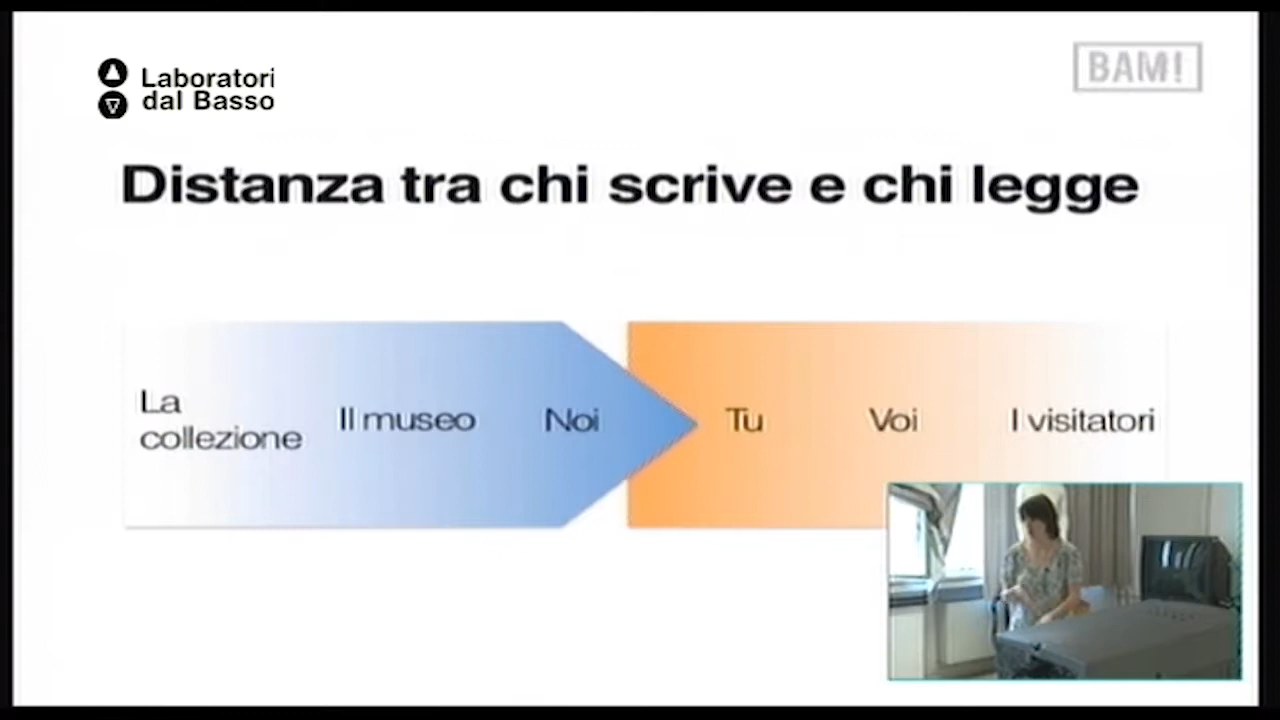 Laboratori
dal Basso
BAM!
Distanza tra chi scrive e chi legge
La
collezione
Il museo
Noi
Tu
Voi
I visitatori